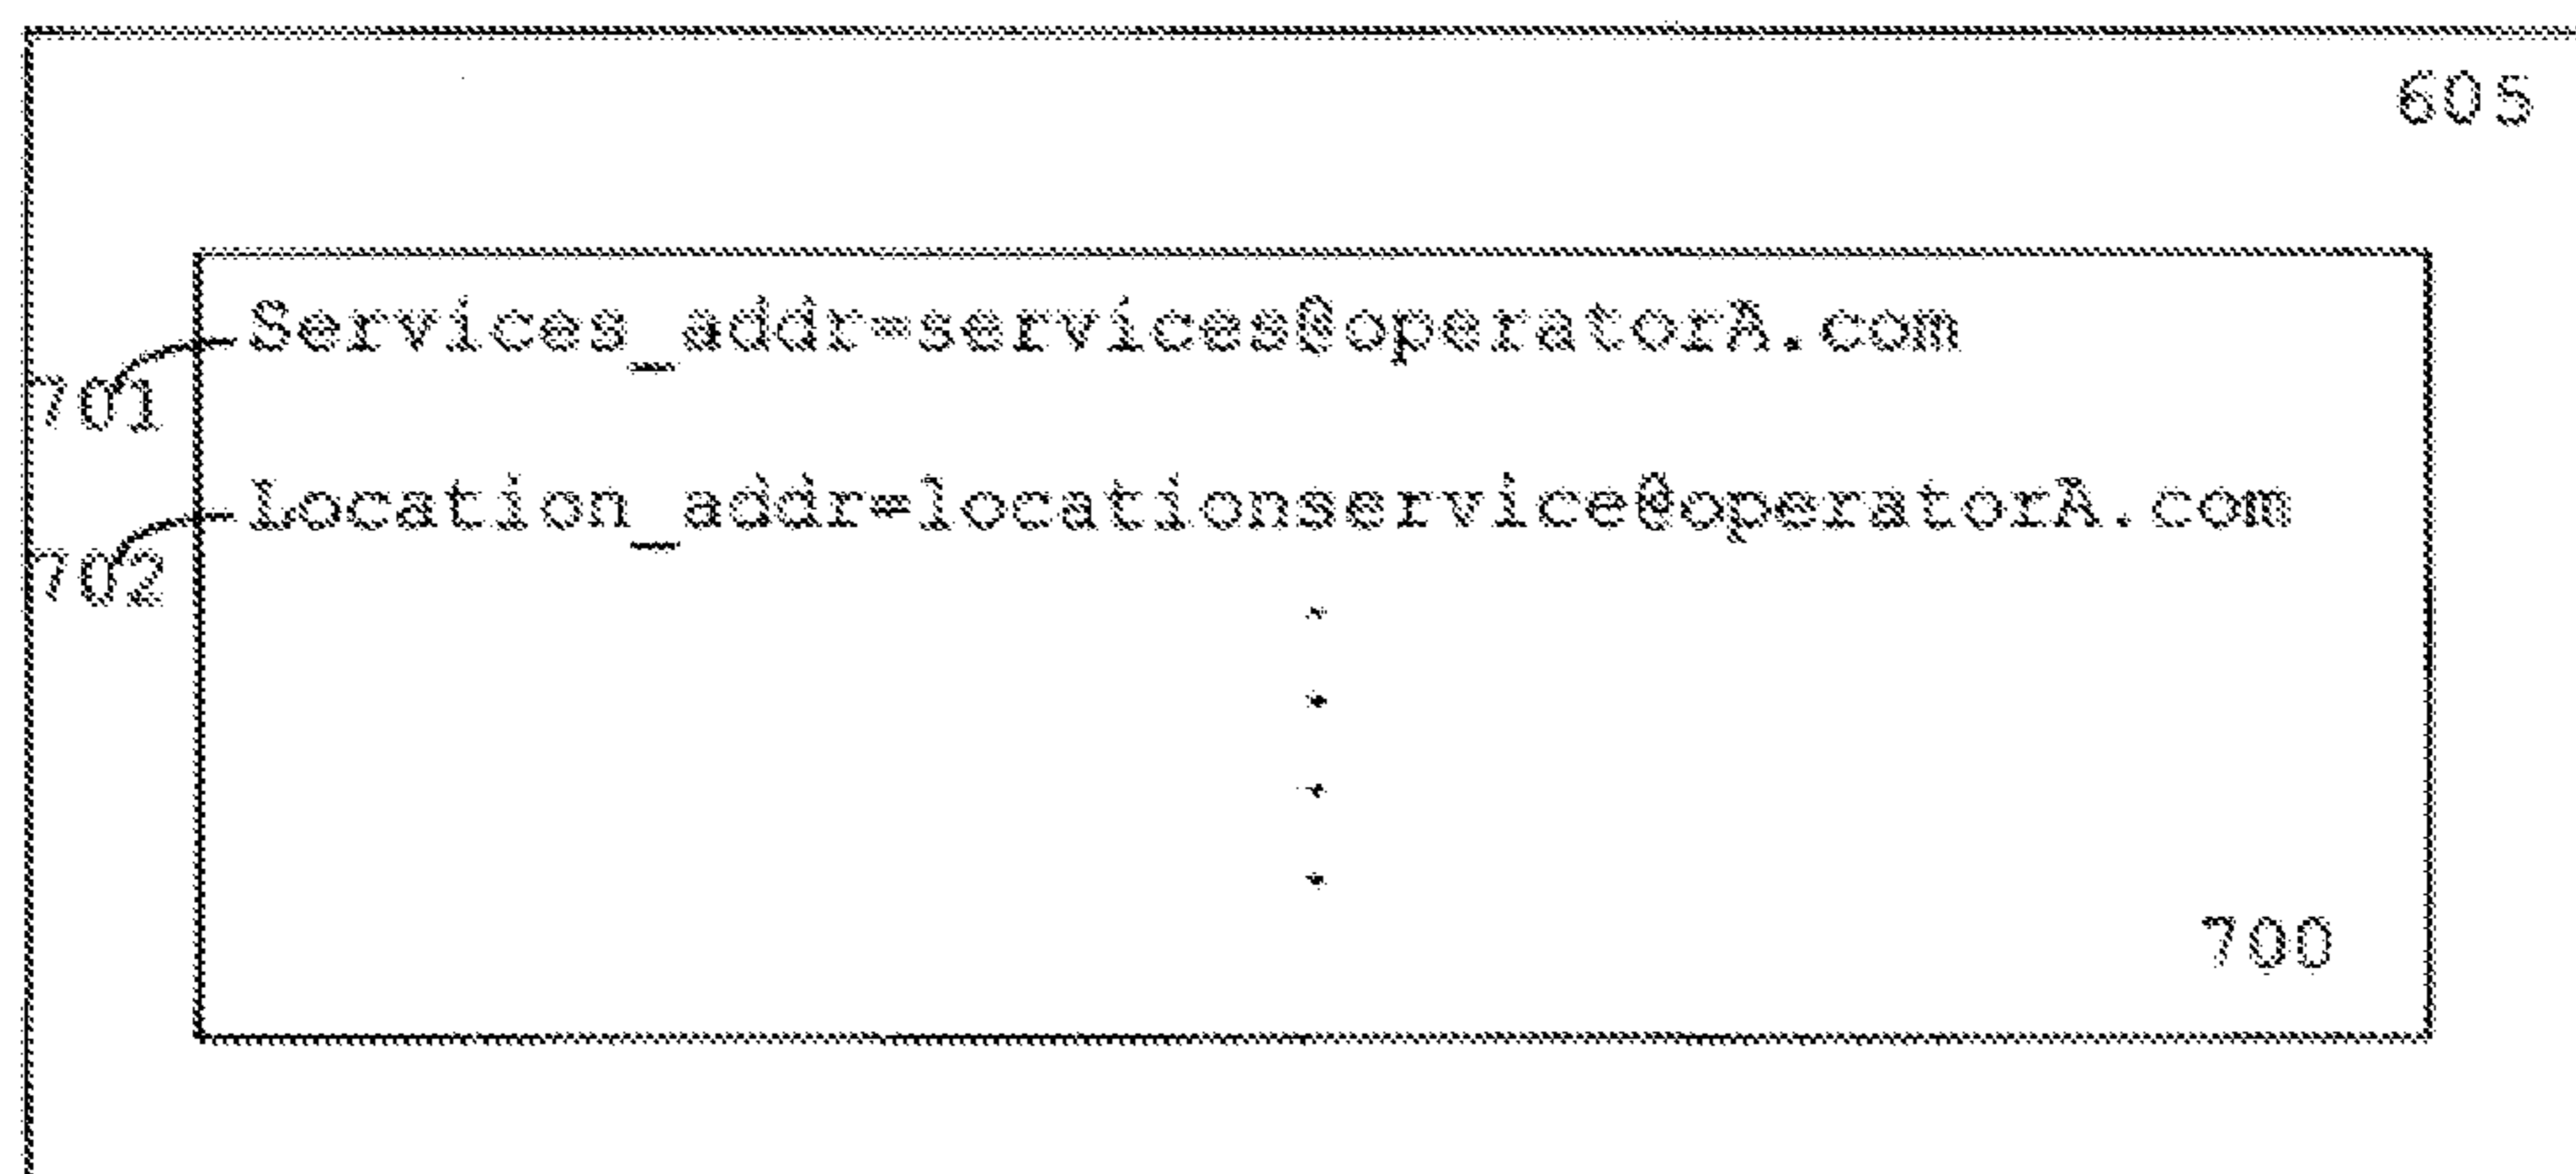 605
Services_addr=services@operatorA.com
701
Location_addr=locationservice@operatorA.com
702
700